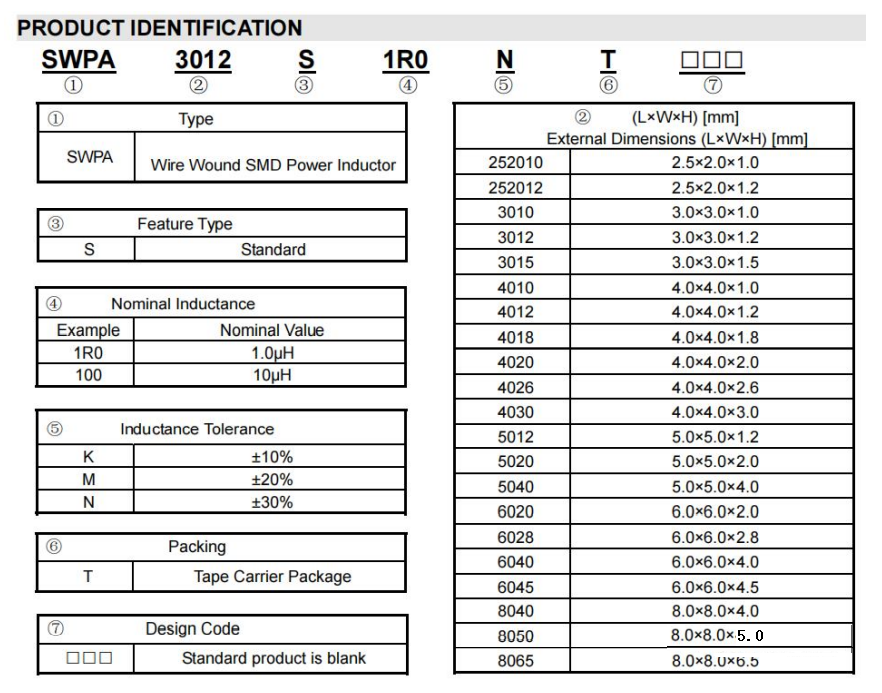 PRODUCT IDENTIFICATION
SWPA 3012 S 1R0 N T □□□
① ② ③ ④ ⑤ ⑥ ⑦
① Type
SWPA Wire Wound SMD Power Inductor
③ Feature Type
S Standard
④ Nominal Inductance
Example Nominal Value
1R0 1.0μH
100 10μH
⑤ Inductance Tolerance
K ±10%
M ±20%
N ±30%
⑥ Packing
T Tape Carrier Package
⑦ Design Code
□□□ Standard product is blank
② (L×W×H) [mm]
External Dimensions (L×W×H) [mm]
252010 2.5×2.0×1.0
252012 2.5×2.0×1.2
3010 3.0×3.0×1.0
3012 3.0×3.0×1.2
3015 3.0×3.0×1.5
4010 4.0×4.0×1.0
4012 4.0×4.0×1.2
4018 4.0×4.0×1.8
4020 4.0×4.0×2.0
4026 4.0×4.0×2.6
4030 4.0×4.0×3.0
5012 5.0×5.0×1.2
5020 5.0×5.0×2.0
5040 5.0×5.0×4.0
6020 6.0×6.0×2.0
6028 6.0×6.0×2.8
6040 6.0×6.0×4.0
6045 6.0×6.0×4.5
8040 8.0×8.0×4.0
8050 8.0×8.0×5.0
8065 8.0×8.0×6.5